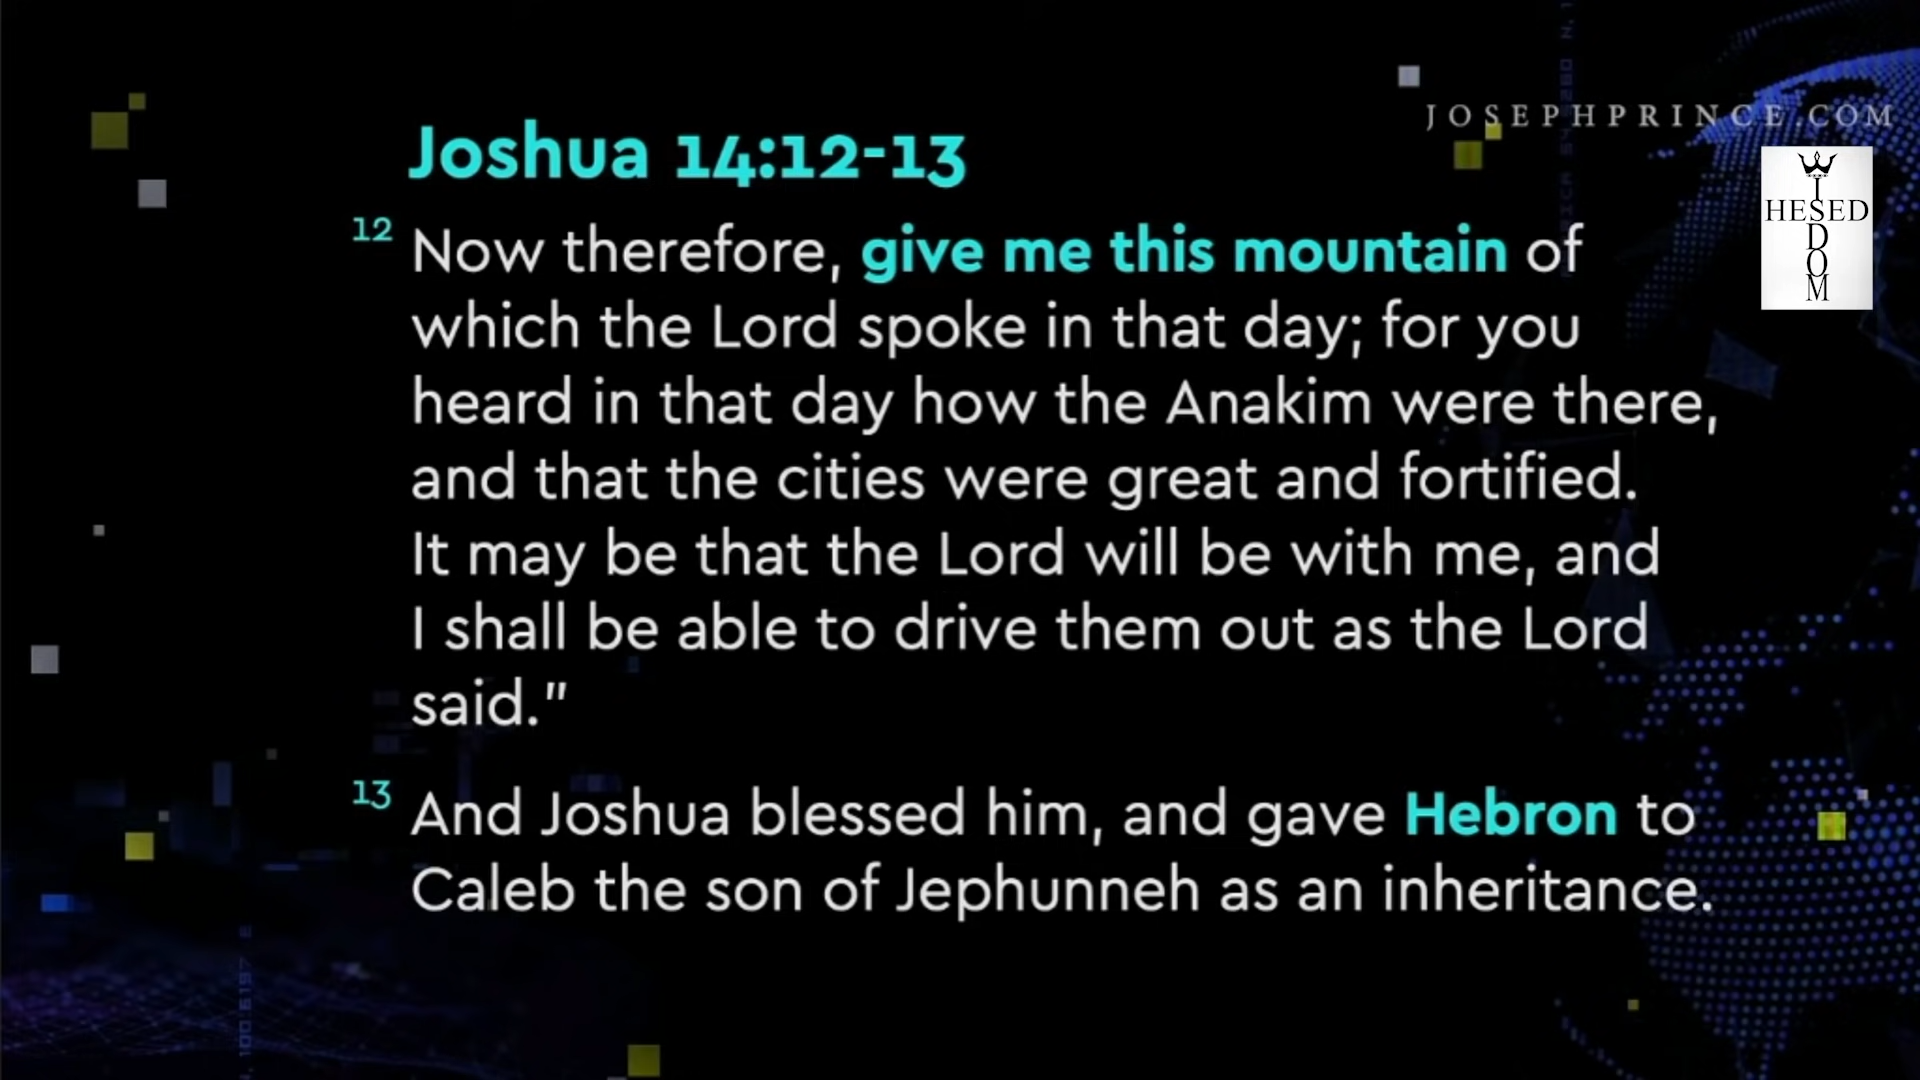 JOSEPHPRINCE.COM
HESED
WISDOM
Joshua 14:12-13
12 Now therefore, give me this mountain of
which the Lord spoke in that day; for you
heard in that day how the Anakim were there,
and that the cities were great and fortified.
It may be that the Lord will be with me, and
I shall be able to drive them out as the Lord
said.”
13 And Joshua blessed him, and gave Hebron to
Caleb the son of Jephunneh as an inheritance.